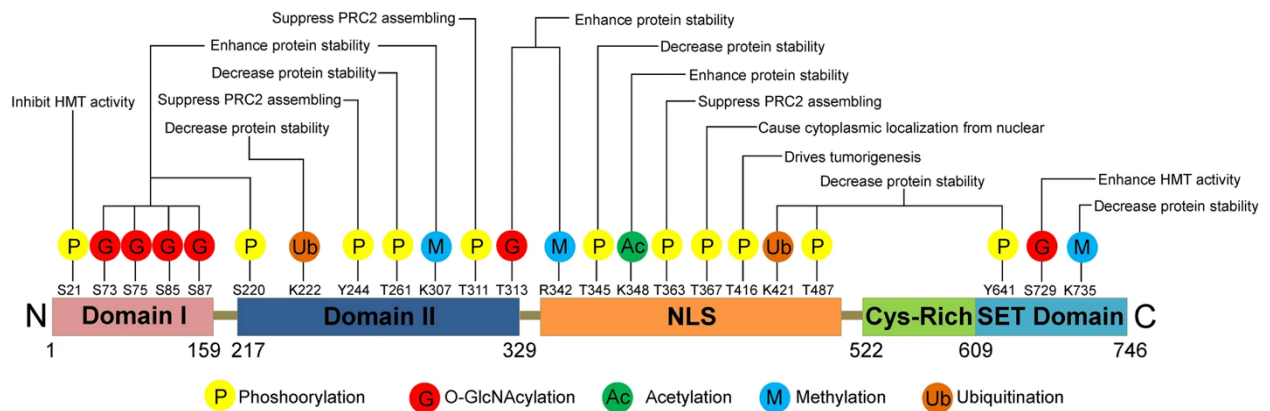 Suppress PRC2 assembling
Enhance protein stability
Enhance protein stability
Decrease protein stability
Decrease protein stability
Enhance protein stability
Inhibit HMT activity
Suppress PRC2 assembling
Suppress PRC2 assembling
Decrease protein stability
Cause cytoplasmic localization from nuclear
Drives tumorigenesis
Decrease protein stability
Enhance HMT activity
Decrease protein stability
P G G G G P Ub P P M P G M P Ac P P P Ub P P G M
S21 S73 S75 S85 S87 S220 K222 Y244 T261 K307 T311 T313 R342 T345 K348 T363 T367 T416 K421 T487 Y641 S729 K735
N Domain I Domain II NLS Cys-Rich SET Domain C
1 159 217 329 522 609 746
P Phoshoorylation G O-GlcNAcylation Ac Acetylation M Methylation Ub Ubiquitination